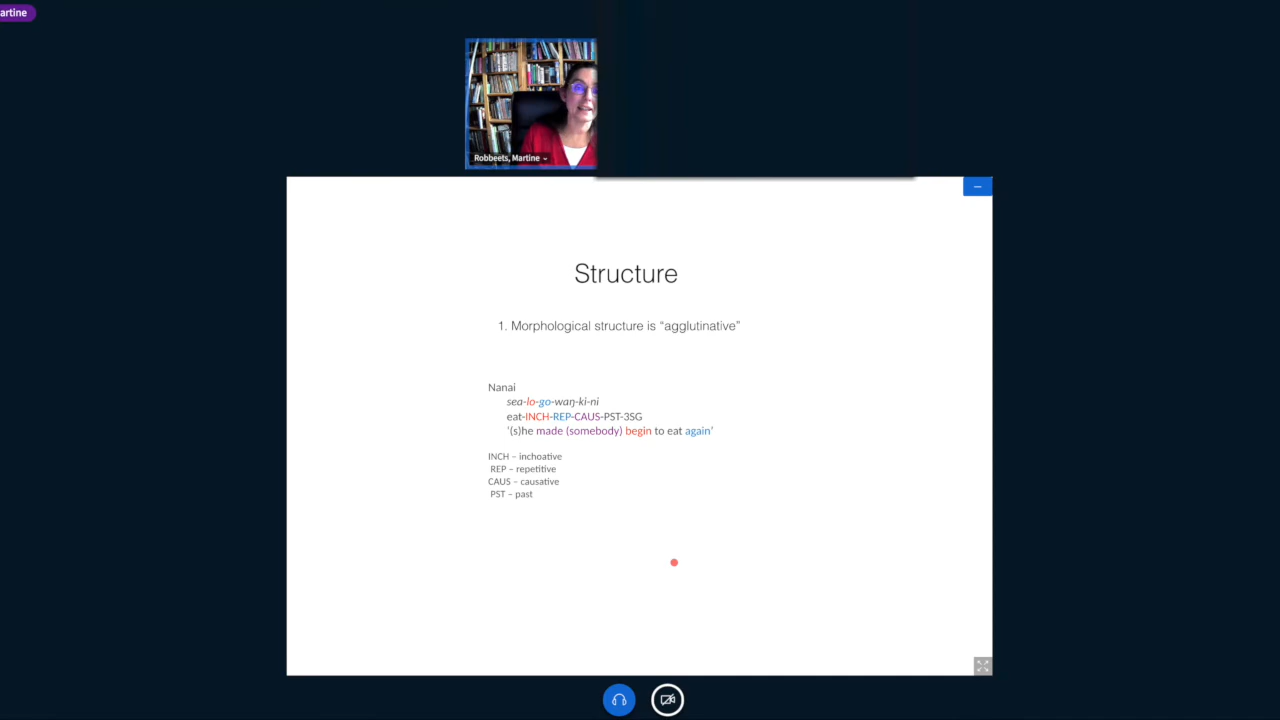 artine
Robbeets, Martine
Structure
1. Morphological structure is “agglutinative”
Nanai
sea-lo-go-waŋ-ki-ni
eat-INCH-REP-CAUS-PST-3SG
‘(s)he made (somebody) begin to eat again’
INCH – inchoative
REP – repetitive
CAUS – causative
PST – past